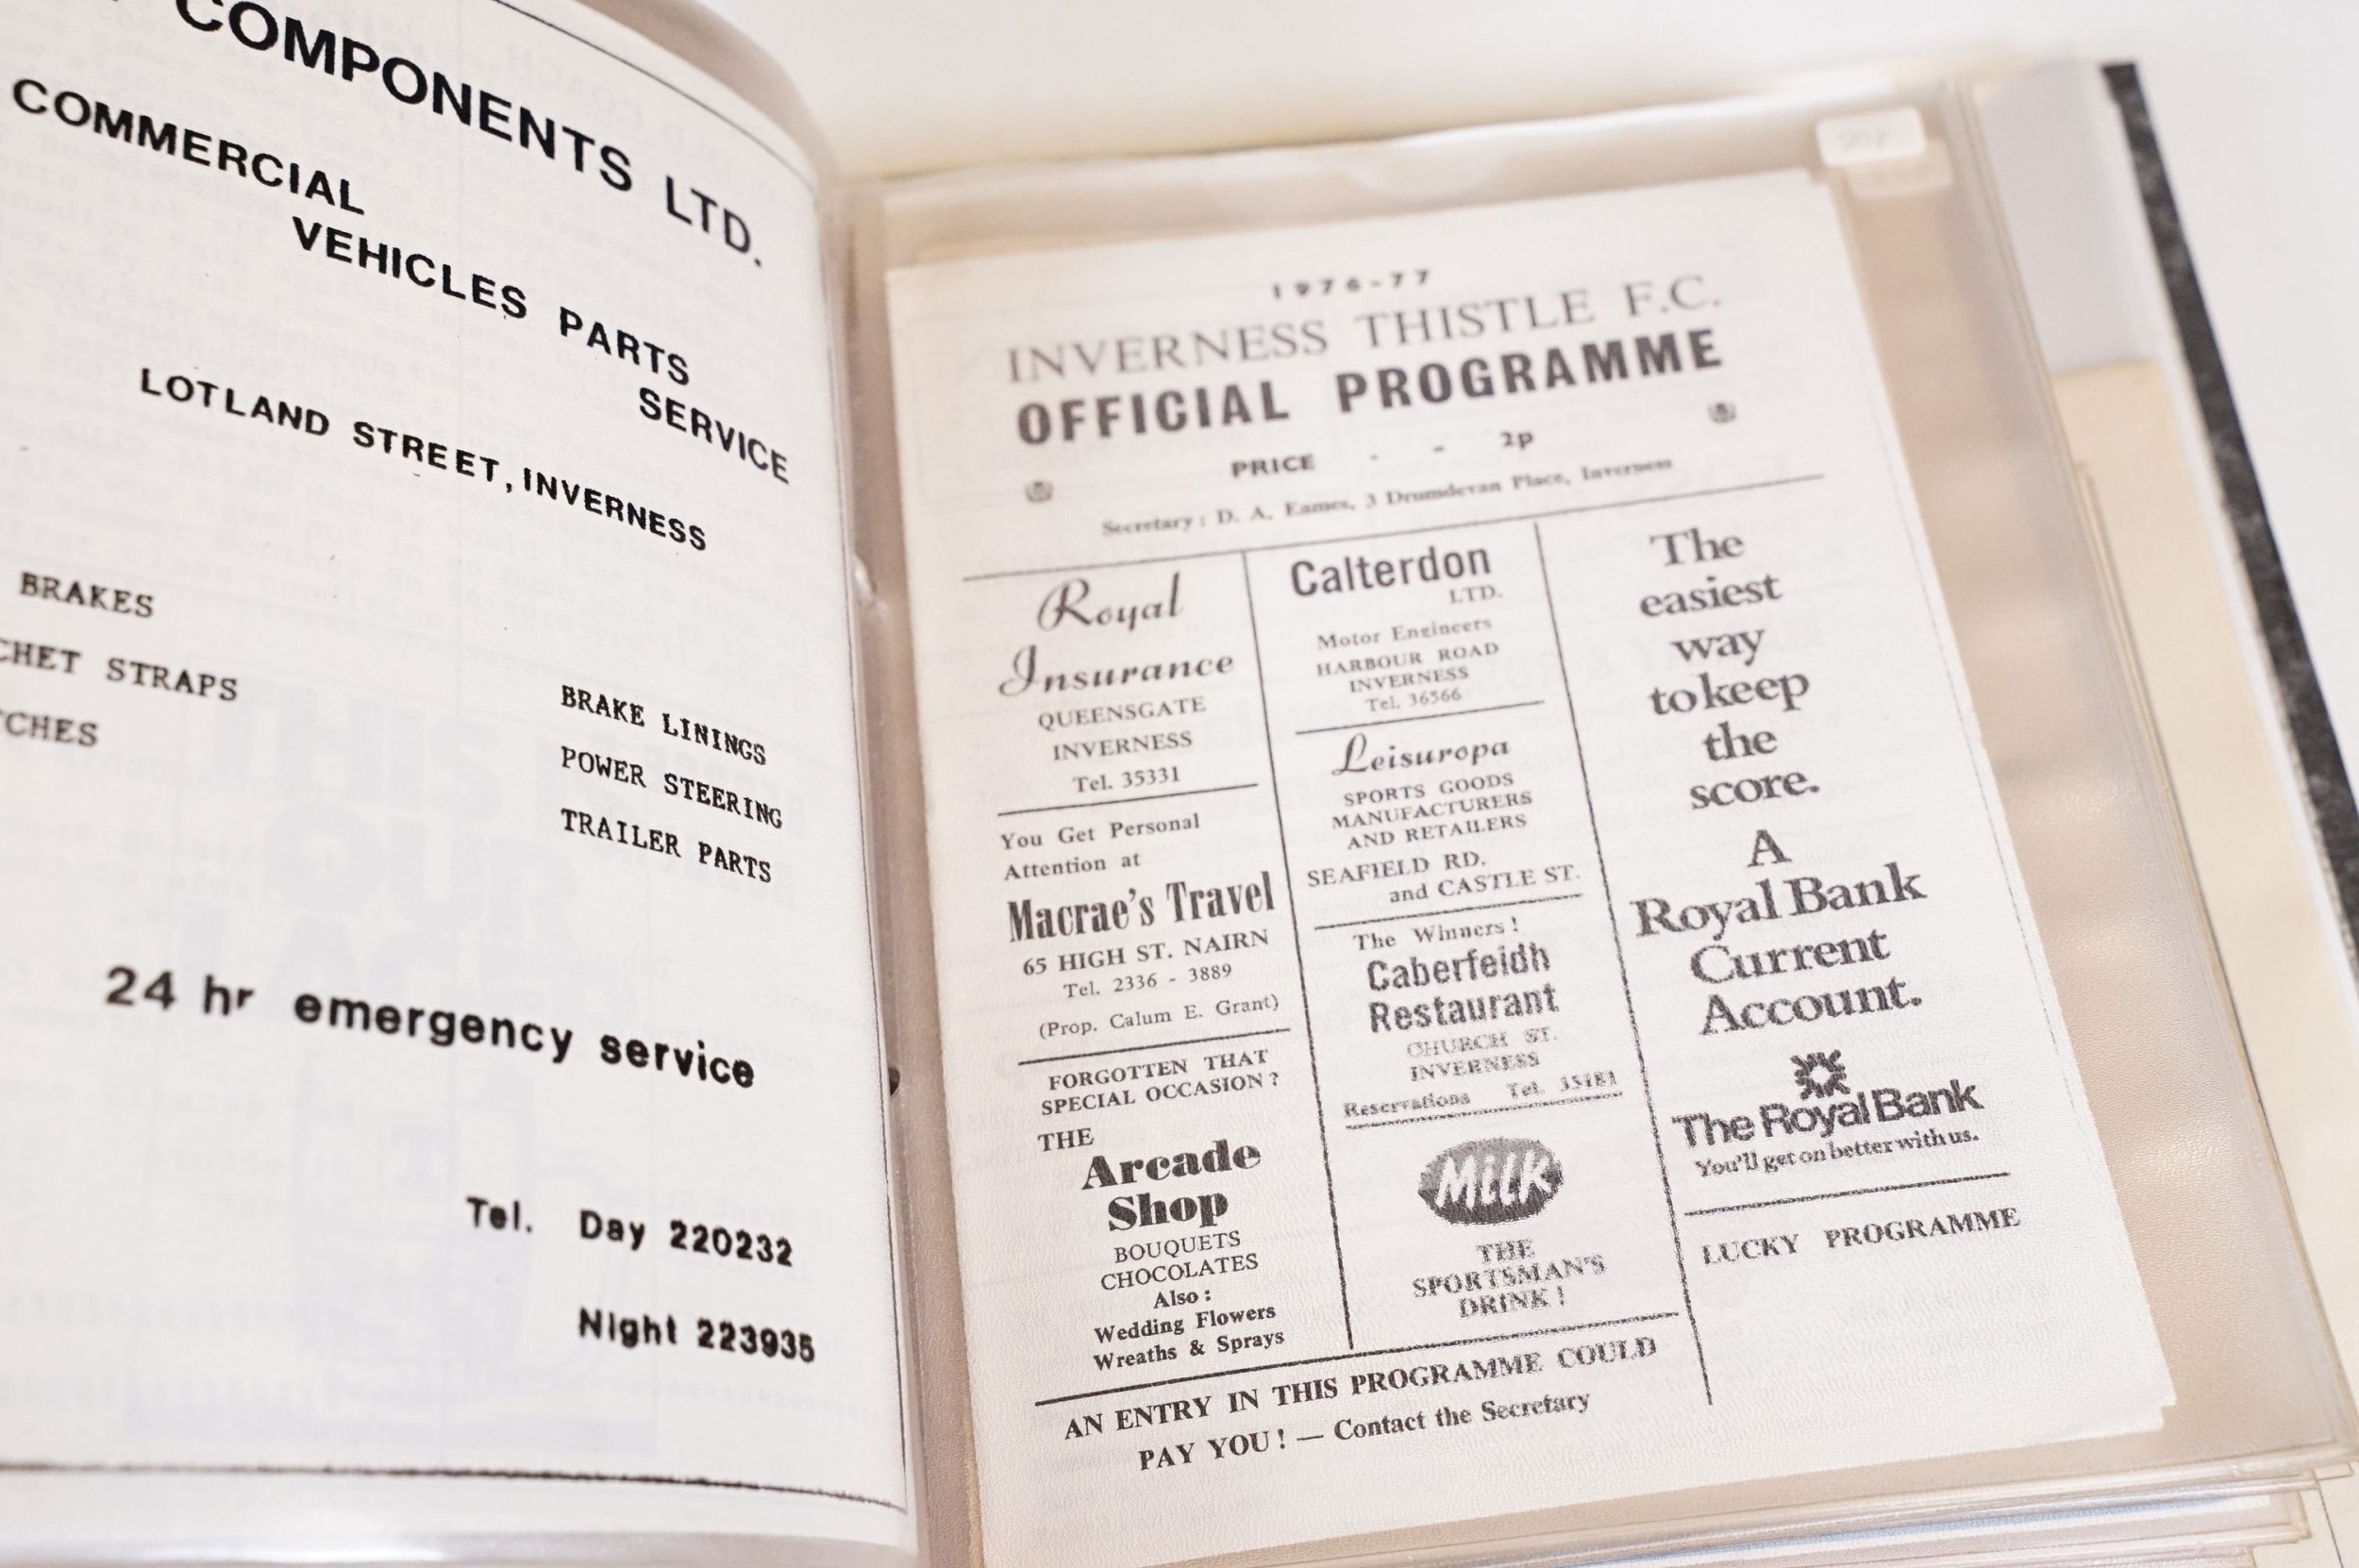 COMPONENTS LTD.
COMMERCIAL
VEHICLES PARTS
SERVICE
LOTLAND STREET, INVERNESS
BRAKES
STRAPS
BRAKE LININGS
POWER STEERING
TRAILER PARTS
24 hr emergency service
Tel. Day 220232
Night 223935
1976-77
INVERNESS THISTLE F.C.
OFFICIAL PROGRAMME
PRICE - - 2p
Secretary: D. A. Eames, 3 Drumdevan Place, Inverness
Royal
Insurance
QUEENSGATE
INVERNESS
Tel. 35331
You Get Personal
Attention at
Macrae's Travel
65 HIGH ST. NAIRN
Tel. 2336 - 3889
(Prop. Calum E. Grant)
FORGOTTEN THAT
SPECIAL OCCASION?
THE
Arcade
Shop
BOUQUETS
CHOCOLATES
Also:
Wedding Flowers
Wreaths & Sprays
Calterdon
LTD.
Motor Engineers
HARBOUR ROAD
INVERNESS
Tel. 36566
Leisuropa
SPORTS GOODS
MANUFACTURERS
AND RETAILERS
SEAFIELD RD.
and CASTLE ST.
The Winners!
Caberfeidh
Restaurant
CHURCH ST.
INVERNESS
Reservations Tel.
MILK
THE
SPORTSMAN'S
DRINK!
The
easiest
way
to keep
the
score.
A
Royal Bank
Current
Account.
The Royal Bank
You'll get on better with us.
LUCKY PROGRAMME
AN ENTRY IN THIS PROGRAMME COULD
PAY YOU! — Contact the Secretary